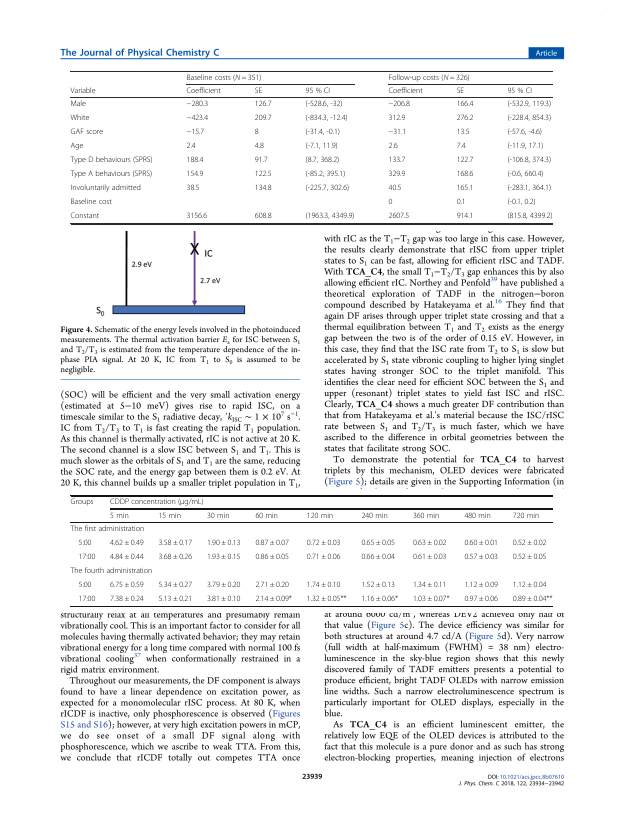 The Journal of Physical Chemistry C
Article
Baseline costs (N = 351) Follow-up costs (N = 326)
Variable Coefficient SE 95 % CI Coefficient SE 95 % CI
Male −280.3 126.7 (-528.6, -32) −206.8 166.4 (-532.9, 119.3)
White −423.4 209.7 (-834.3, -12.4) 312.9 276.2 (-228.4, 854.3)
GAF score −15.7 8 (-31.4, -0.1) −31.1 13.5 (-57.6, -4.6)
Age 2.4 4.8 (-7.1, 11.9) 2.6 7.4 (-11.9, 17.1)
Type D behaviours (SPRS) 188.4 91.7 (8.7, 368.2) 133.7 122.7 (-106.8, 374.3)
Type A behaviours (SPRS) 154.9 122.5 (-85.2, 395.1) 329.9 168.6 (-0.6, 660.4)
Involuntarily admitted 38.5 134.8 (-225.7, 302.6) 40.5 165.1 (-283.1, 364.1)
Baseline cost 0 0.1 (-0.1, 0.2)
Constant 3156.6 608.8 (1963.3, 4349.9) 2607.5 914.1 (815.8, 4399.2)
IC
2.9 eV
2.7 eV
S0
Figure 4. Schematic of the energy levels involved in the photoinduced
measurements. The thermal activation barrier Ea for ISC between S1
and T2/T3 is estimated from the temperature dependence of the in-
phase PIA signal. At 20 K, IC from T1 to S0 is assumed to be
negligible.
(SOC) will be efficient and the very small activation energy
(estimated at 5−10 meV) gives rise to rapid ISC, on a
timescale similar to the S1 radiative decay, ′kISC ∼ 1 × 10⁷ s⁻¹.
IC from T2/T3 to T1 is fast creating the rapid T1 population.
As this channel is thermally activated, rIC is not active at 20 K.
The second channel is a slow ISC between S1 and T1. This is
much slower as the orbitals of S1 and T1 are the same, reducing
the SOC rate, and the energy gap between them is 0.2 eV. At
20 K, this channel builds up a smaller triplet population in T1,
with rIC as the T1−T2 gap was too large in this case. However,
the results clearly demonstrate that rISC from upper triplet
states to S1 can be fast, allowing for efficient rISC and TADF.
With TCA_C4, the small T1−T2/T3 gap enhances this by also
allowing efficient rIC. Northey and Penfold³⁹ have published a
theoretical exploration of TADF in the nitrogen−boron
compound described by Hatakeyama et al.¹⁶ They find that
again DF arises through upper triplet state crossing and that a
thermal equilibration between T1 and T2 exists as the energy
gap between the two is of the order of 0.15 eV. However, in
this case, they find that the ISC rate from T2 to S1 is slow but
accelerated by S1 state vibronic coupling to higher lying singlet
states having stronger SOC to the triplet manifold. This
identifies the clear need for efficient SOC between the S1 and
upper (resonant) triplet states to yield fast ISC and rISC.
Clearly, TCA_C4 shows a much greater DF contribution than
that from Hatakeyama et al.'s material because the ISC/rISC
rate between S1 and T2/T3 is much faster, which we have
ascribed to the difference in orbital geometries between the
states that facilitate strong SOC.
To demonstrate the potential for TCA_C4 to harvest
triplets by this mechanism, OLED devices were fabricated
(Figure 5); details are given in the Supporting Information (in
Groups CDDP concentration (μg/mL)
5 min 15 min 30 min 60 min 120 min 240 min 360 min 480 min 720 min
The first administration
5:00 4.62 ± 0.49 3.58 ± 0.17 1.90 ± 0.13 0.87 ± 0.07 0.72 ± 0.03 0.65 ± 0.05 0.63 ± 0.02 0.60 ± 0.01 0.52 ± 0.02
17:00 4.84 ± 0.44 3.68 ± 0.26 1.93 ± 0.15 0.86 ± 0.05 0.71 ± 0.06 0.66 ± 0.04 0.61 ± 0.03 0.57 ± 0.03 0.52 ± 0.05
The fourth administration
5:00 6.75 ± 0.59 5.34 ± 0.27 3.79 ± 0.20 2.71 ± 0.20 1.74 ± 0.10 1.52 ± 0.13 1.34 ± 0.11 1.12 ± 0.09 1.12 ± 0.04
17:00 7.38 ± 0.24 5.13 ± 0.21 3.81 ± 0.10 2.14 ± 0.09* 1.32 ± 0.05** 1.16 ± 0.06* 1.03 ± 0.07* 0.97 ± 0.06 0.89 ± 0.04**
structurally relax at all temperatures and presumably remain
vibrationally cool. This is an important factor to consider for all
molecules having thermally activated behavior; they may retain
vibrational energy for a long time compared with normal 100 fs
vibrational cooling³⁷ when conformationally restrained in a
rigid matrix environment.
Throughout our measurements, the DF component is always
found to have a linear dependence on excitation power, as
expected for a monomolecular rISC process. At 80 K, when
rICDF is inactive, only phosphorescence is observed (Figures
S15 and S16); however, at very high excitation powers in mCP,
we do see onset of a small DF signal along with
phosphorescence, which we ascribe to weak TTA. From this,
we conclude that rICDF totally out competes TTA once
at around 6000 cd/m², whereas DEV2 achieved only half of
that value (Figure 5c). The device efficiency was similar for
both structures at around 4.7 cd/A (Figure 5d). Very narrow
(full width at half-maximum (FWHM) = 38 nm) electro-
luminescence in the sky-blue region shows that this newly
discovered family of TADF emitters presents a potential to
produce efficient, bright TADF OLEDs with narrow emission
line widths. Such a narrow electroluminescence spectrum is
particularly important for OLED displays, especially in the
blue.
As TCA_C4 is an efficient luminescent emitter, the
relatively low EQE of the OLED devices is attributed to the
fact that this molecule is a pure donor and as such has strong
electron-blocking properties, meaning injection of electrons
23939
DOI: 10.1021/acs.jpcc.8b07610
J. Phys. Chem. C 2018, 122, 23934−23942